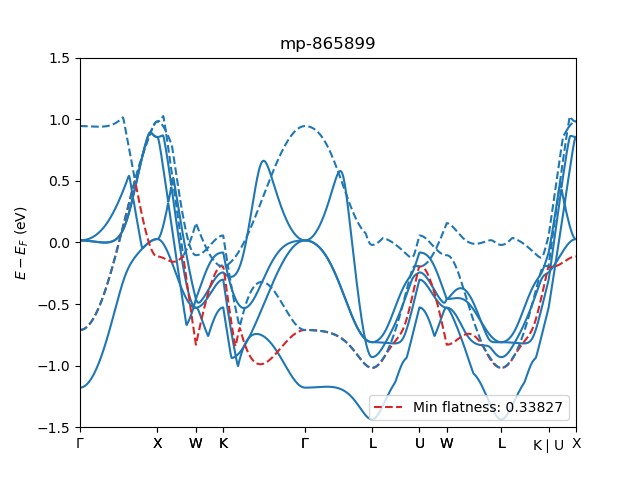 mp-865899
E − E_F (eV)
1.5
1.0
0.5
0.0
−0.5
−1.0
−1.5
Min flatness: 0.33827
Γ X W K Γ L U W L K | U X